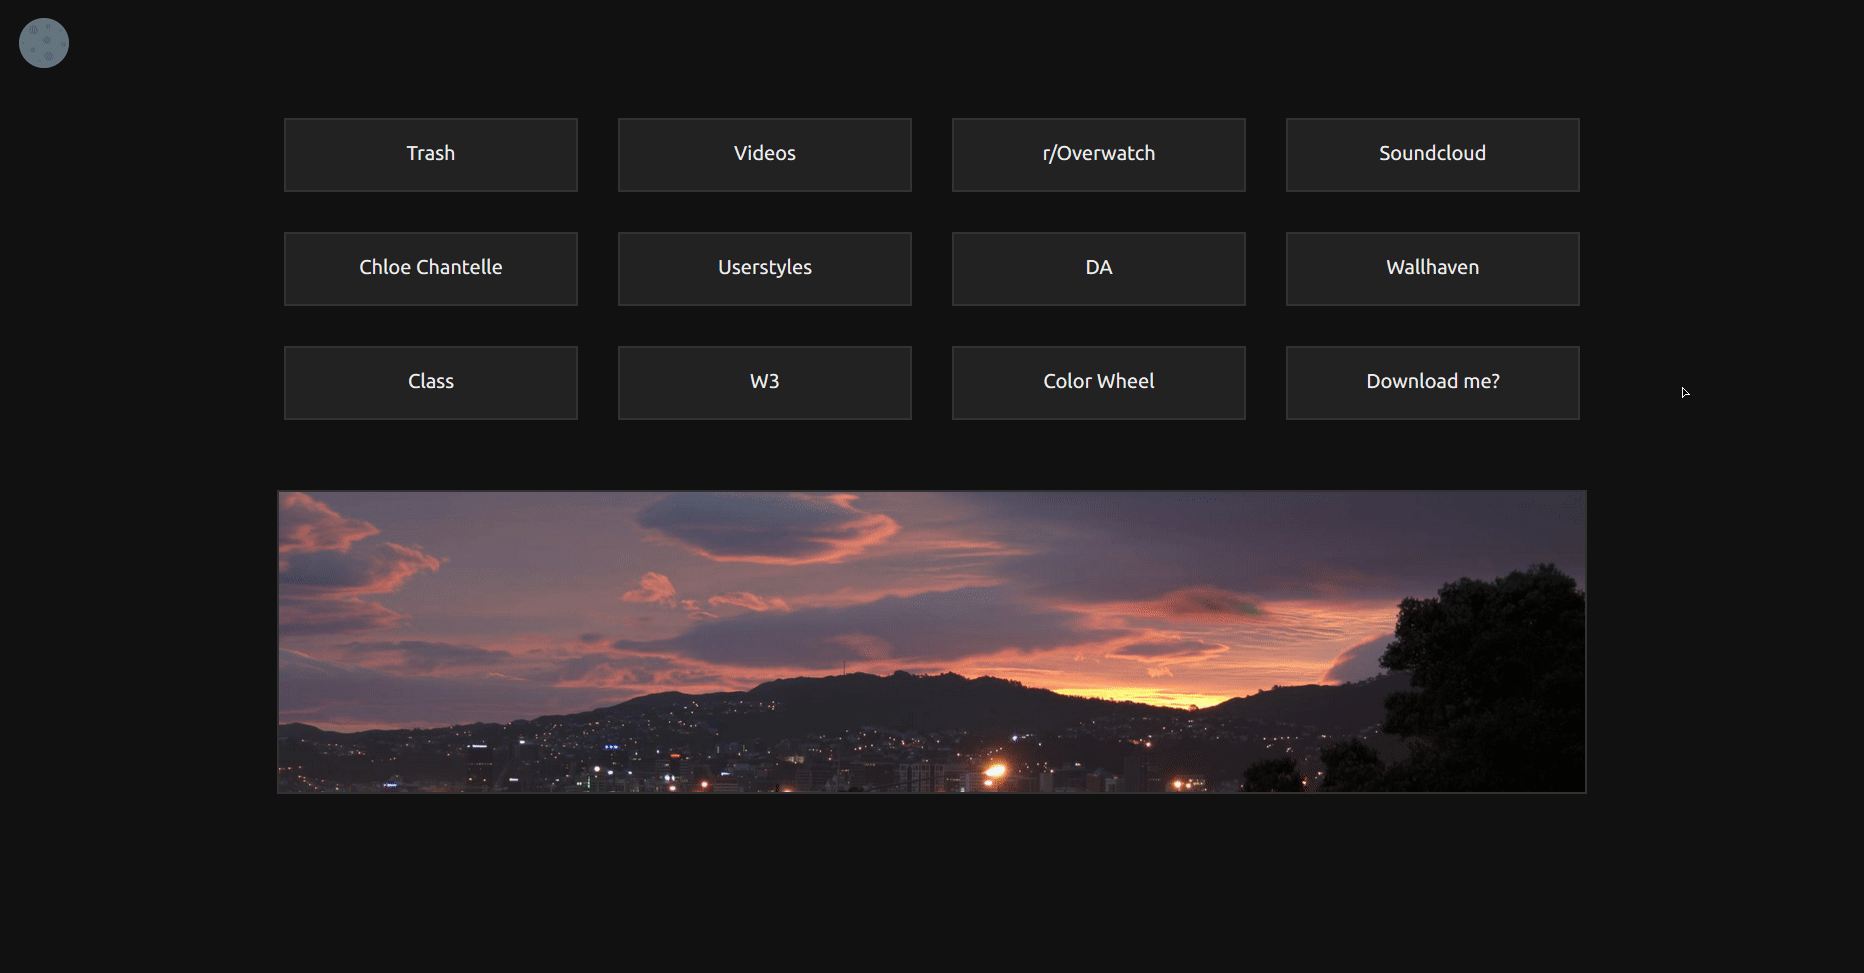 Trash
Videos
r/Overwatch
Soundcloud
Chloe Chantelle
Userstyles
DA
Wallhaven
Class
W3
Color Wheel
Download me?